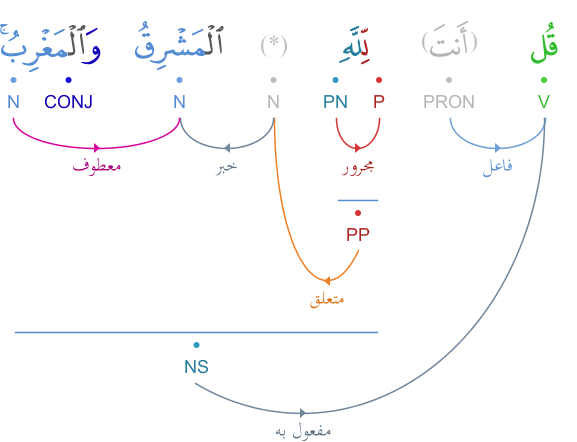 قُل (أَنتَ) لِّلَّهِ (*) ٱلْمَشْرِقُ وَٱلْمَغْرِبُ ۚ
V PRON P PN N N CONJ N
فاعل مجرور خبر معطوف
PP
متعلق
NS
مفعول به